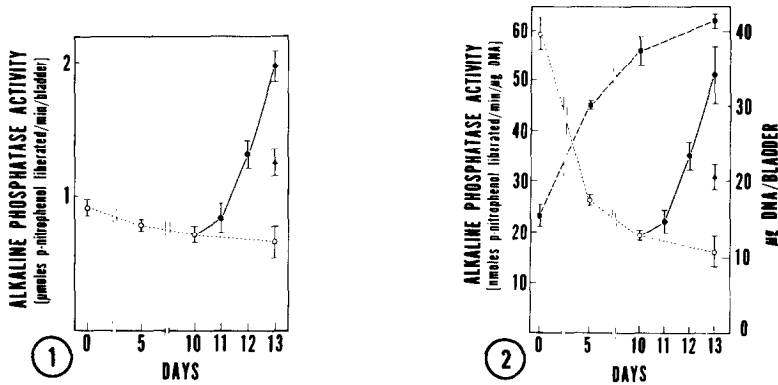 ALKALINE PHOSPHATASE ACTIVITY
(µmoles p-nitrophenol liberated/min/bladder)
2
1
0 5 10 11 12 13
DAYS
1
ALKALINE PHOSPHATASE ACTIVITY
[nmoles p-nitrophenol liberated/min/µg DNA]
60
50
40
30
20
10
40
30
20
10
0
µg DNA/BLADDER
0 5 10 11 12 13
DAYS
2